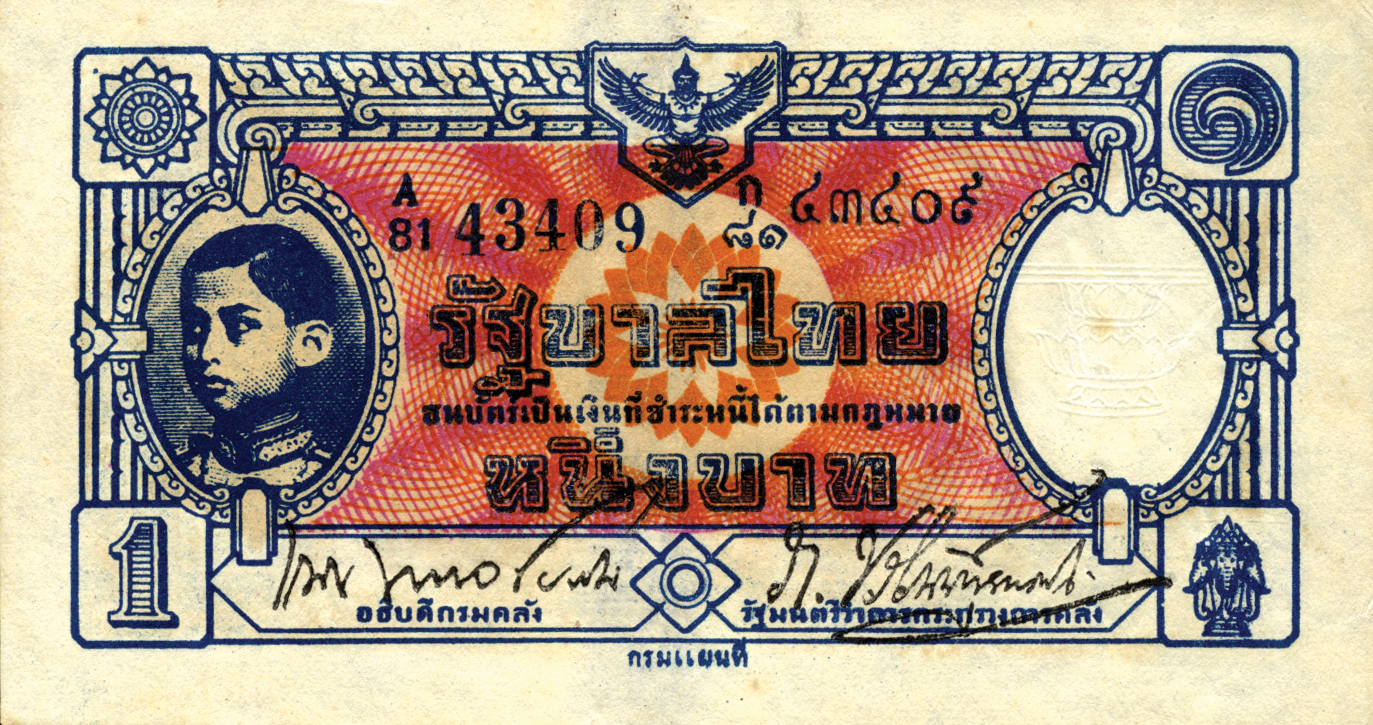 ๑
A 81 43409 ก ๘๑ ๔๓๔๐๙
รัฐบาลไทย
ธนบัตร์เป็นเงินที่ชำระหนี้ได้ตามกฎหมาย
หนึ่งบาท
1
อธิบดีกรมคลัง รัฐมนตรีว่าการกระทรวงการคลัง
กรมแผนที่